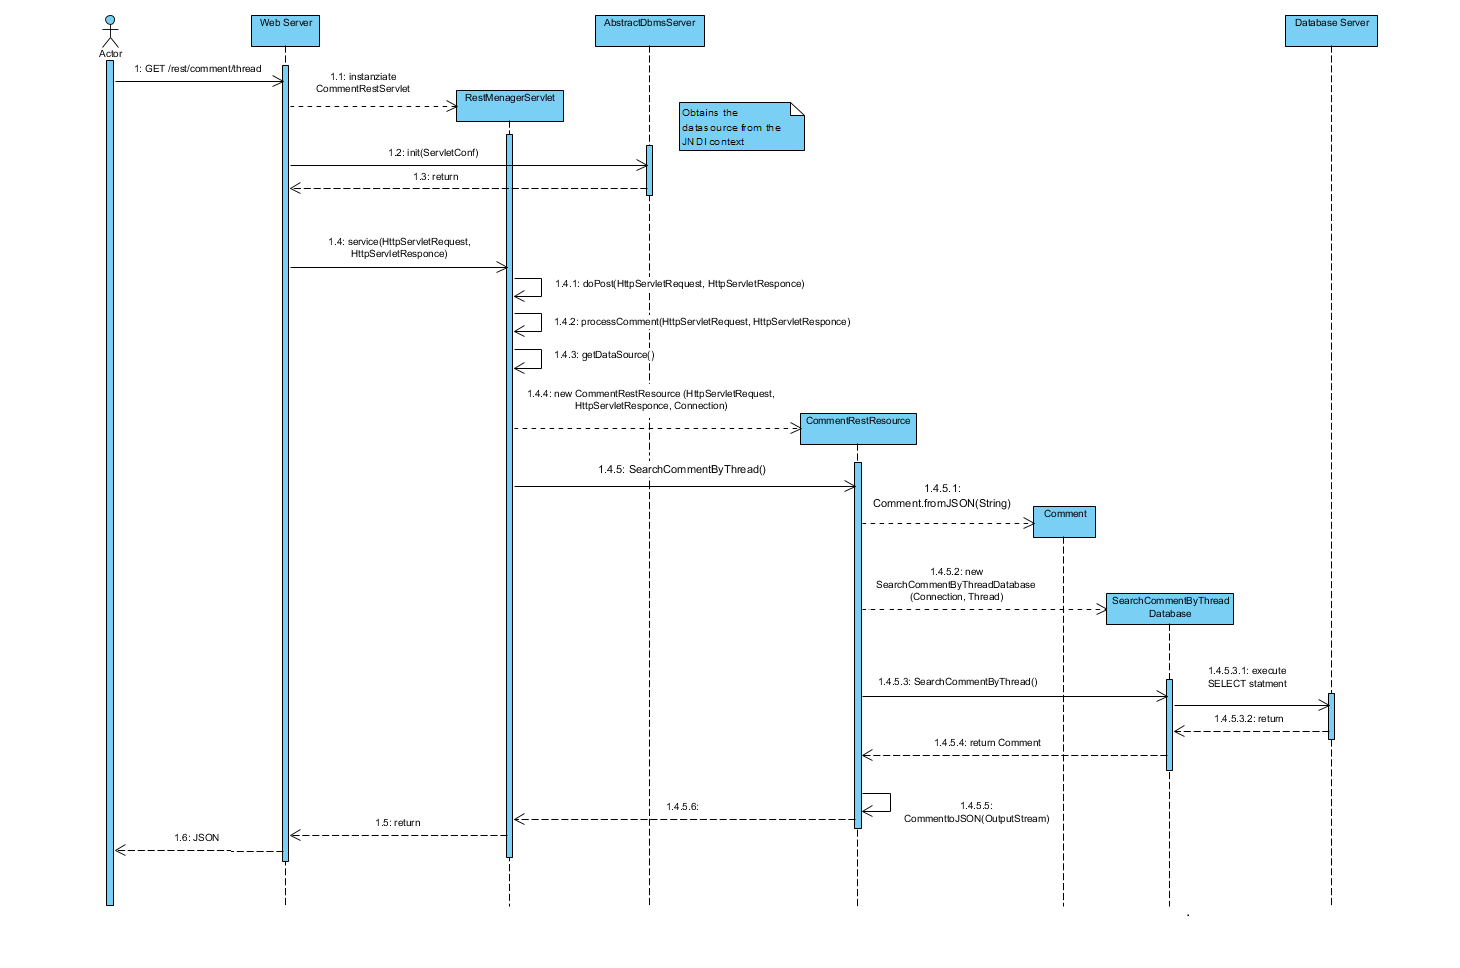 Actor
Web Server
AbstractDbmsServer
Database Server
1: GET /rest/comment/thread
1.1: instanziate
CommentRestServlet
RestMenagerServlet
Obtains the
datasource from the
JNDI context
1.2: init(ServletConf)
1.3: return
1.4: service(HttpServletRequest,
HttpServletResponce)
1.4.1: doPost(HttpServletRequest, HttpServletResponce)
1.4.2: processComment(HttpServletRequest, HttpServletResponce)
1.4.3: getDataSource()
1.4.4: new CommentRestResource (HttpServletRequest,
HttpServletResponce, Connection)
CommentRestResource
1.4.5: SearchCommentByThread()
1.4.5.1:
Comment.fromJSON(String)
Comment
1.4.5.2: new
SearchCommentByThreadDatabase
(Connection, Thread)
SearchCommentByThread
Database
1.4.5.3: SearchCommentByThread()
1.4.5.3.1: execute
SELECT statment
1.4.5.3.2: return
1.4.5.4: return Comment
1.4.5.5:
CommenttoJSON(OutputStream)
1.4.5.6:
1.5: return
1.6: JSON